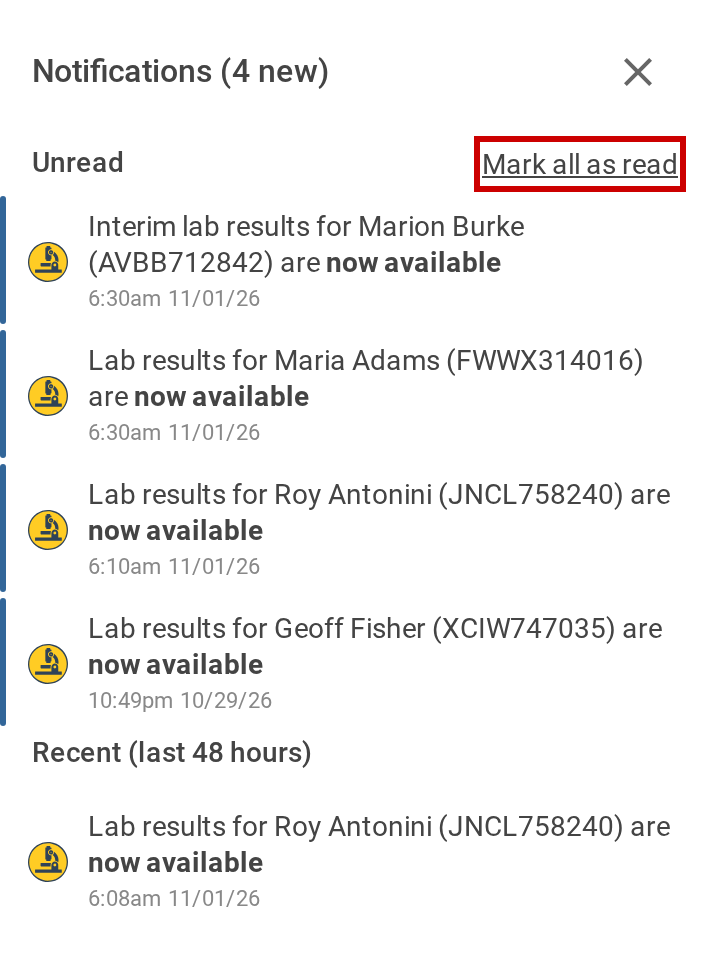 Notifications (4 new)
Unread
Mark all as read
Interim lab results for Marion Burke
(AVBB712842) are now available
6:30am 11/01/26
Lab results for Maria Adams (FWWX314016)
are now available
6:30am 11/01/26
Lab results for Roy Antonini (JNCL758240) are
now available
6:10am 11/01/26
Lab results for Geoff Fisher (XCIW747035) are
now available
10:49pm 10/29/26
Recent (last 48 hours)
Lab results for Roy Antonini (JNCL758240) are
now available
6:08am 11/01/26